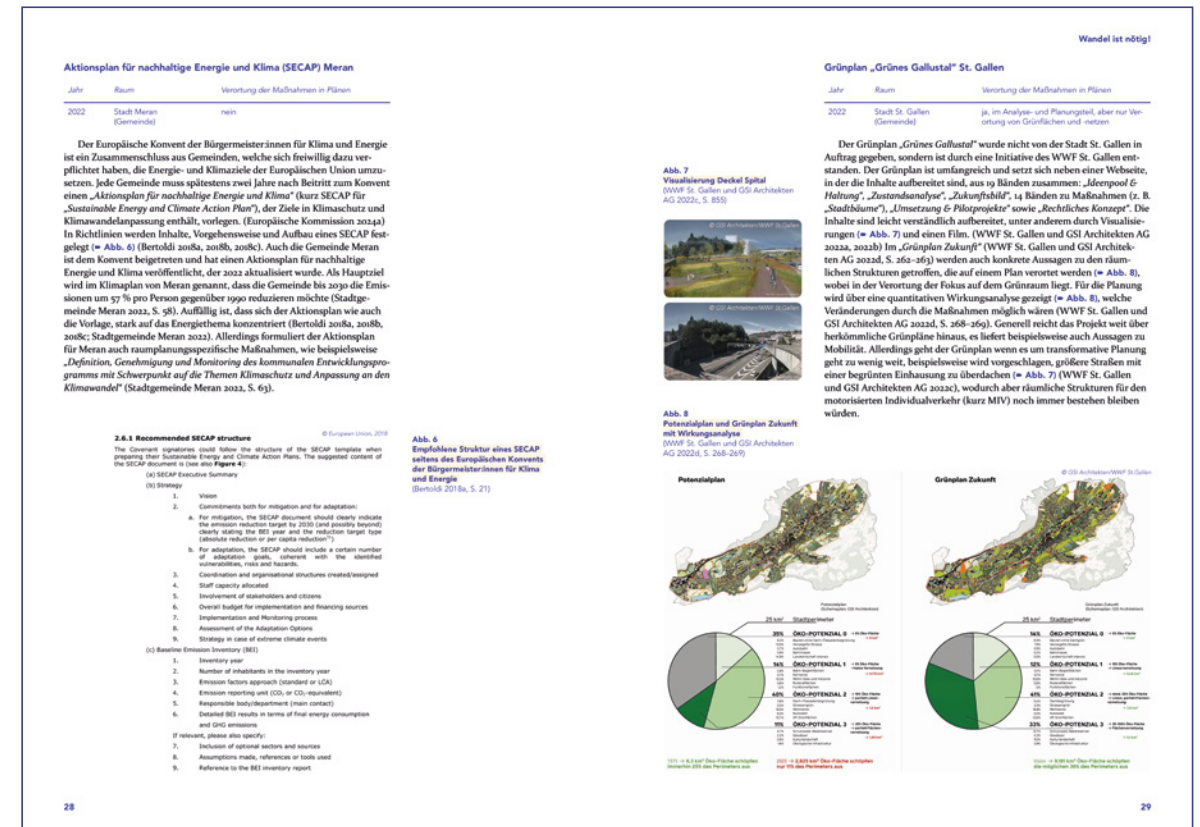 Aktionsplan für nachhaltige Energie und Klima (SECAP) Meran
Jahr Raum Verortung der Maßnahmen in Plänen
2022 Stadt Meran nein
(Gemeinde)
Der Europäische Konvent der Bürgermeister:innen für Klima und Energie
ist ein Zusammenschluss aus Gemeinden, welche sich freiwillig dazu ver-
pflichtet haben, die Energie- und Klimaziele der Europäischen Union umzu-
setzen. Jede Gemeinde muss spätestens zwei Jahre nach Beitritt zum Konvent
einen „Aktionsplan für nachhaltige Energie und Klima“ (kurz SECAP für
„Sustainable Energy and Climate Action Plan“), der Ziele in Klimaschutz und
Klimawandelanpassung enthält, vorlegen. (Europäische Kommission 2024a)
In Richtlinien werden Inhalte, Vorgehensweise und Aufbau eines SECAP fest-
gelegt (➨ Abb. 6) (Bertoldi 2018a, 2018b, 2018c). Auch die Gemeinde Meran
ist dem Konvent beigetreten und hat einen Aktionsplan für nachhaltige
Energie und Klima veröffentlicht, der 2022 aktualisiert wurde. Als Hauptziel
wird im Klimaplan von Meran genannt, dass die Gemeinde bis 2030 die Emis-
sionen um 57 % pro Person gegenüber 1990 reduzieren möchte (Stadtge-
meinde Meran 2022, S. 58). Auffällig ist, dass sich der Aktionsplan wie auch
die Vorlage, stark auf das Energiethema konzentriert (Bertoldi 2018a, 2018b,
2018c; Stadtgemeinde Meran 2022). Allerdings formuliert der Aktionsplan
für Meran auch raumplanungsspezifische Maßnahmen, wie beispielsweise
„Definition, Genehmigung und Monitoring des kommunalen Entwicklungspro-
gramms mit Schwerpunkt auf die Themen Klimaschutz und Anpassung an den
Klimawandel“ (Stadtgemeinde Meran 2022, S. 63).
© European Union, 2018
2.6.1 Recommended SECAP structure
The Covenant signatories could follow the structure of the SECAP template when
preparing their Sustainable Energy and Climate Action Plans. The suggested content of
the SECAP document is (see also Figure 4):
(a) SECAP Executive Summary
(b) Strategy
1. Vision
2. Commitments both for mitigation and for adaptation:
a. For mitigation, the SECAP document should clearly indicate
the emission reduction target by 2030 (and possibly beyond)
clearly stating the BEI year and the reduction target type
(absolute reduction or per capita reduction
b. For adaptation, the SECAP should include a certain number
of adaptation goals, coherent with the identified
vulnerabilities, risks and hazards.
3. Coordination and organisational structures created/assigned
4. Staff capacity allocated
5. Involvement of stakeholders and citizens
6. Overall budget for implementation and financing sources
7. Implementation and Monitoring process
8. Assessment of the Adaptation Options
9. Strategy in case of extreme climate events
(c) Baseline Emission Inventory (BEI)
1. Inventory year
2. Number of inhabitants in the inventory year
3. Emission factors approach (standard or LCA)
4. Emission reporting unit (CO₂ or CO₂-equivalent)
5. Responsible body/department (main contact)
6. Detailed BEI results in terms of final energy consumption
and GHG emissions
If relevant, please also specify:
7. Inclusion of optional sectors and sources
8. Assumptions made, references or tools used
9. Reference to the BEI inventory report
Abb. 6
Empfohlene Struktur eines SECAP
seitens des Europäischen Konvents
der Bürgermeister:innen für Klima
und Energie
(Bertoldi 2018a, S. 21)
28
Wandel ist nötig!
Grünplan „Grünes Gallustal“ St. Gallen
Jahr Raum Verortung der Maßnahmen in Plänen
2022 Stadt St. Gallen ja, im Analyse- und Planungsteil, aber nur Ver-
(Gemeinde) ortung von Grünflächen und -netzen
Der Grünplan „Grünes Gallustal“ wurde nicht von der Stadt St. Gallen in
Auftrag gegeben, sondern ist durch eine Initiative des WWF St. Gallen ent-
standen. Der Grünplan ist umfangreich und setzt sich neben einer Webseite,
in der die Inhalte aufbereitet sind, aus 19 Bänden zusammen: „Ideenpool &
Haltung“, „Zustandsanalyse“, „Zukunftsbild“, 14 Bänden zu Maßnahmen (z. B.
„Stadtbäume“), „Umsetzung & Pilotprojekte“ sowie „Rechtliches Konzept“. Die
Inhalte sind leicht verständlich aufbereitet, unter anderem durch Visualisie-
rungen (➨ Abb. 7) und einen Film. (WWF St. Gallen und GSI Architekten AG
2022a, 2022b) Im „Grünplan Zukunft“ (WWF St. Gallen und GSI Architek-
ten AG 2022d, S. 262–263) werden auch konkrete Aussagen zu den räum-
lichen Strukturen getroffen, die auf einem Plan verortet werden (➨ Abb. 8),
wobei in der Verortung der Fokus auf dem Grünraum liegt. Für die Planung
wird über eine quantitativen Wirkungsanalyse gezeigt (➨ Abb. 8), welche
Veränderungen durch die Maßnahmen möglich wären (WWF St. Gallen und
GSI Architekten AG 2022d, S. 268–269). Generell reicht das Projekt weit über
herkömmliche Grünpläne hinaus, es liefert beispielsweise auch Aussagen zu
Mobilität. Allerdings geht der Grünplan wenn es um transformative Planung
geht zu wenig weit, beispielsweise wird vorgeschlagen, größere Straßen mit
einer begrünten Einhausung zu überdachen (➨ Abb. 7) (WWF St. Gallen
und GSI Architekten AG 2022c), wodurch aber räumliche Strukturen für den
motorisierten Individualverkehr (kurz MIV) noch immer bestehen bleiben
würden.
Abb. 7
Visualisierung Deckel Spital
(WWF St. Gallen und GSI Architekten
AG 2022c, S. 855)
© GSI Architekten/WWF St.Gallen
© GSI Architekten/WWF St.Gallen
Abb. 8
Potenzialplan und Grünplan Zukunft
mit Wirkungsanalyse
(WWF St. Gallen und GSI Architekten
AG 2022d, S. 268–269)
© GSI Architekten/WWF St.Gallen
Potenzialplan
Grünplan Zukunft
25 km² Stadtperimeter
35% ÖKO-POTENZIAL 0
14% ÖKO-POTENZIAL 1
40% ÖKO-POTENZIAL 2
11% ÖKO-POTENZIAL 3
25 km² Stadtperimeter
14% ÖKO-POTENZIAL 0
12% ÖKO-POTENZIAL 1
41% ÖKO-POTENZIAL 2
33% ÖKO-POTENZIAL 3
29